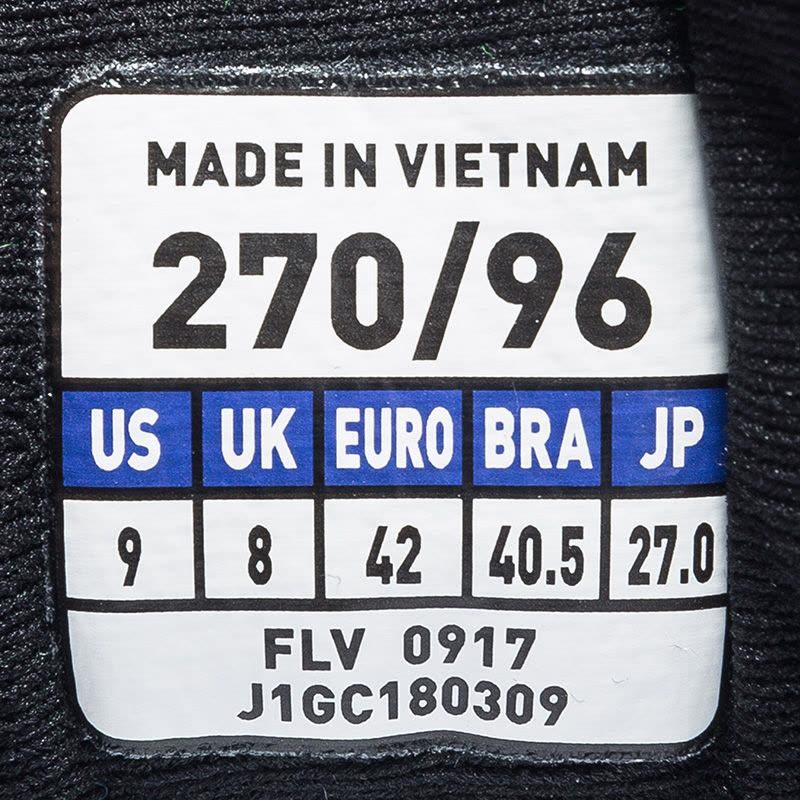 MADE IN VIETNAM
270/96
US UK EURO BRA JP
9 8 42 40.5 27.0
FLV 0917
J1GC180309